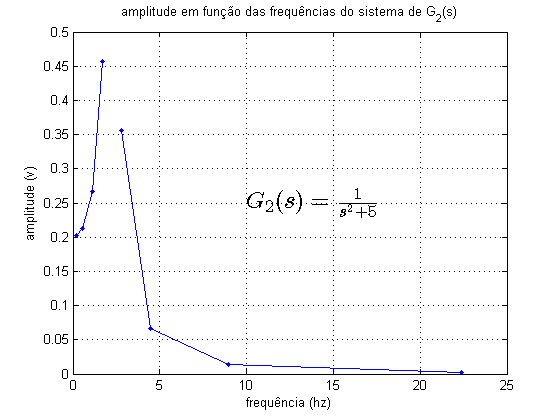 amplitude em função das frequências do sistema de G₂(s)
0.5
0.45
0.4
0.35
0.3
0.25
0.2
0.15
0.1
0.05
0
amplitude (v)
G₂(s) = 1/(s²+5)
0 5 10 15 20 25
frequência (hz)